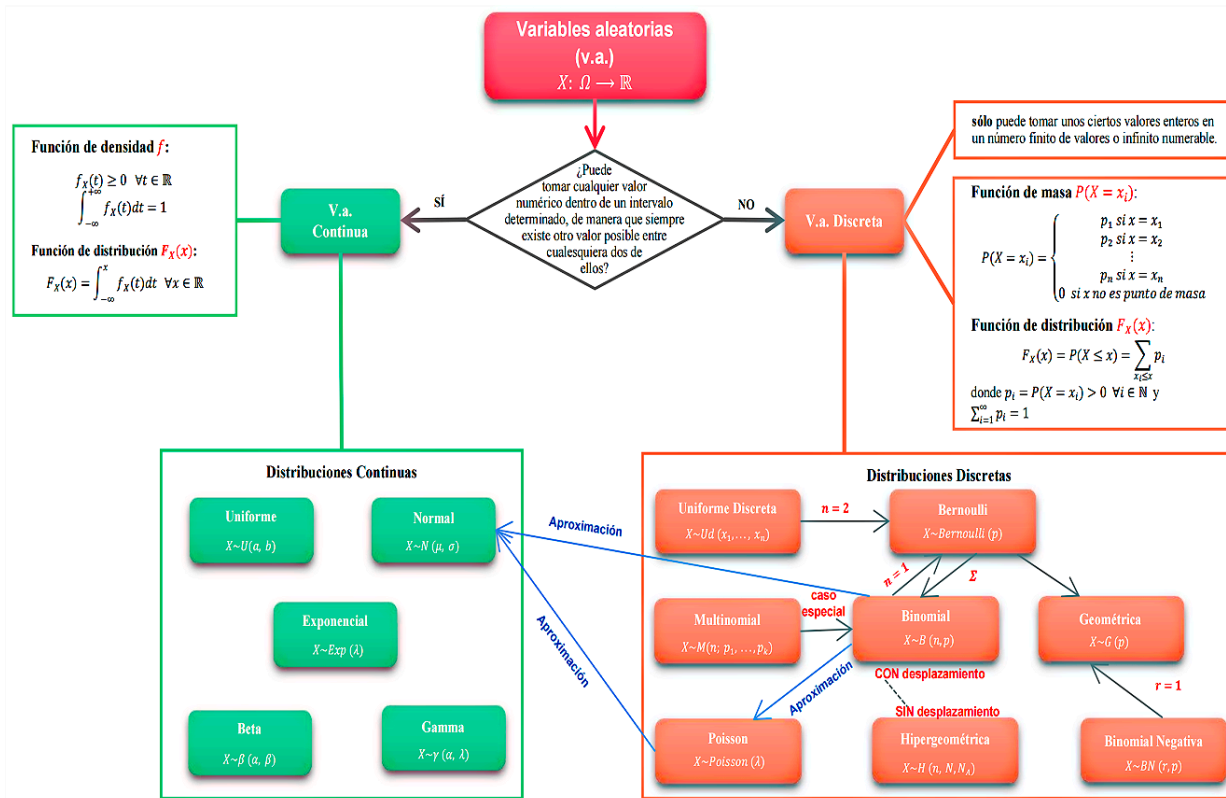 Variables aleatorias
(v.a.)
X: Ω → ℝ
Función de densidad f:
f_X(t) ≥ 0 ∀t ∈ ℝ
∫_{-∞}^{+∞} f_X(t)dt = 1
Función de distribución F_X(x):
F_X(x) = ∫_{-∞}^{x} f_X(t)dt ∀x ∈ ℝ
V.a.
Continua
SÍ
¿Puede
tomar cualquier valor
numérico dentro de un intervalo
determinado, de manera que siempre
existe otro valor posible entre
cualesquiera dos de
ellos?
NO
V.a. Discreta
sólo puede tomar unos ciertos valores enteros en
un número finito de valores o infinito numerable.
Función de masa P(X = x_i):
p_1 si x = x_1
p_2 si x = x_2
⋮
P(X = x_i) = {
p_n si x = x_n
0 si x no es punto de masa
Función de distribución F_X(x):
F_X(x) = P(X ≤ x) = ∑_{x_i≤x} p_i
donde p_i = P(X = x_i) > 0 ∀i ∈ ℕ y
∑_{i=1}^{∞} p_i = 1
Distribuciones Continuas
Uniforme
X~U(a, b)
Normal
X~N (μ, σ)
Exponencial
X~Exp (λ)
Beta
X~β (α, β)
Gamma
X~γ (α, λ)
Aproximación
Aproximación
Distribuciones Discretas
Uniforme Discreta
X~Ud (x_1,…, x_n)
n = 2
Bernoulli
X~Bernoulli (p)
n = 1
Σ
Multinomial
X~M(n; p_1, …,p_k)
caso
especial
Binomial
X~B (n,p)
Geométrica
X~G (p)
Aproximación
CON desplazamiento
SIN desplazamiento
r = 1
Poisson
X~Poisson (λ)
Hipergeométrica
X~H (n, N,N_A)
Binomial Negativa
X~BN (r,p)